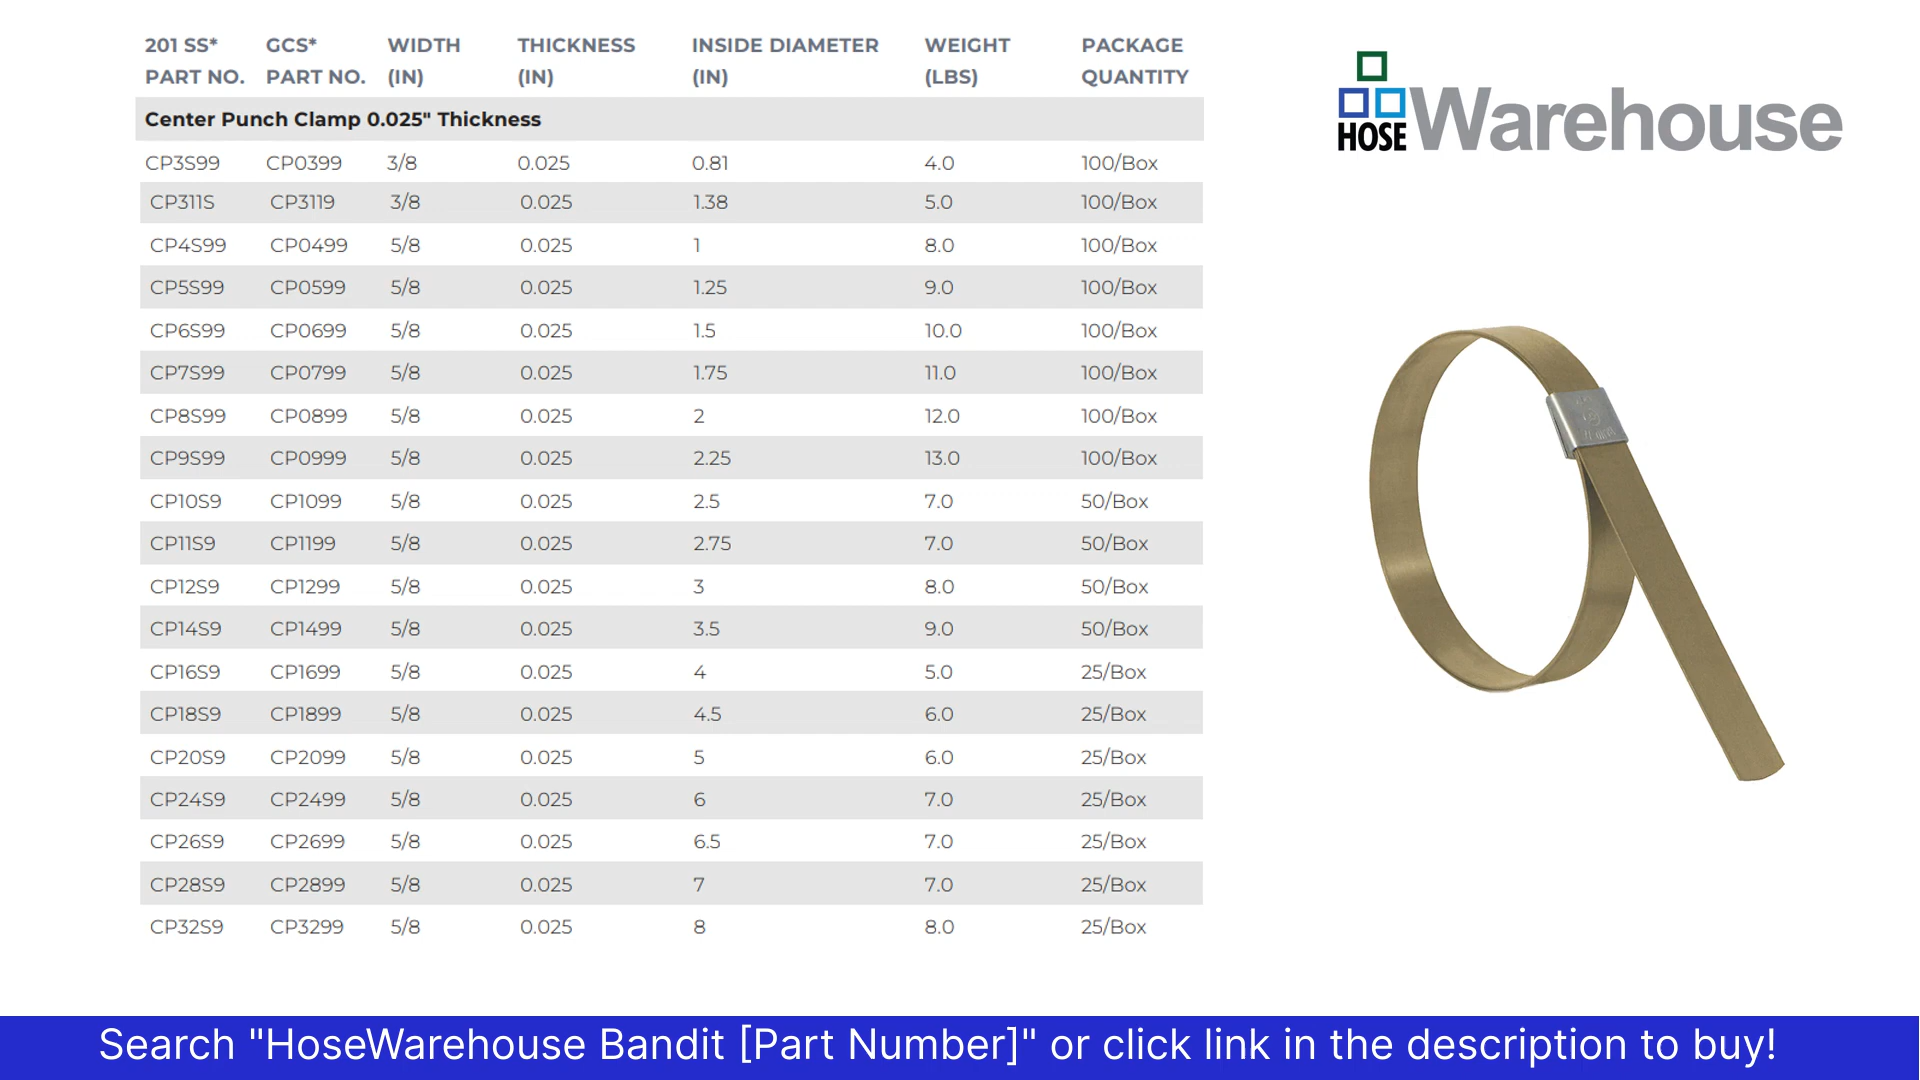 201 SS* GCS* WIDTH THICKNESS INSIDE DIAMETER WEIGHT PACKAGE
PART NO. PART NO. (IN) (IN) (IN) (LBS) QUANTITY
Center Punch Clamp 0.025" Thickness
CP3S99 CP0399 3/8 0.025 0.81 4.0 100/Box
CP311S CP3119 3/8 0.025 1.38 5.0 100/Box
CP4S99 CP0499 5/8 0.025 1 8.0 100/Box
CP5S99 CP0599 5/8 0.025 1.25 9.0 100/Box
CP6S99 CP0699 5/8 0.025 1.5 10.0 100/Box
CP7S99 CP0799 5/8 0.025 1.75 11.0 100/Box
CP8S99 CP0899 5/8 0.025 2 12.0 100/Box
CP9S99 CP0999 5/8 0.025 2.25 13.0 100/Box
CP10S9 CP1099 5/8 0.025 2.5 7.0 50/Box
CP11S9 CP1199 5/8 0.025 2.75 7.0 50/Box
CP12S9 CP1299 5/8 0.025 3 8.0 50/Box
CP14S9 CP1499 5/8 0.025 3.5 9.0 50/Box
CP16S9 CP1699 5/8 0.025 4 5.0 25/Box
CP18S9 CP1899 5/8 0.025 4.5 6.0 25/Box
CP20S9 CP2099 5/8 0.025 5 6.0 25/Box
CP24S9 CP2499 5/8 0.025 6 7.0 25/Box
CP26S9 CP2699 5/8 0.025 6.5 7.0 25/Box
CP28S9 CP2899 5/8 0.025 7 7.0 25/Box
CP32S9 CP3299 5/8 0.025 8 8.0 25/Box
HOSE Warehouse
Search "HoseWarehouse Bandit [Part Number]" or click link in the description to buy!